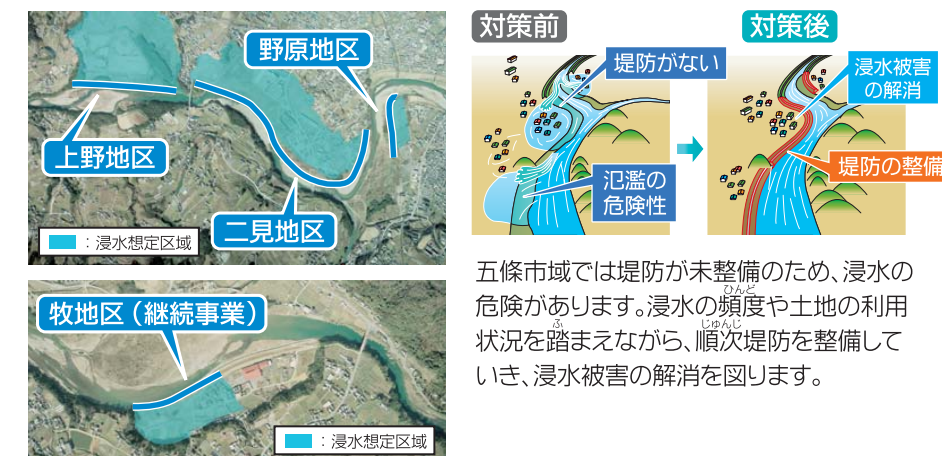 野原地区
上野地区
二見地区
：浸水想定区域
牧地区（継続事業）
：浸水想定区域
対策前
対策後
堤防がない
氾濫の
危険性
浸水被害
の解消
堤防の整備
五條市域では堤防が未整備のため、浸水の
危険があります。浸水の頻度や土地の利用
ひんど
状況を踏まえながら、順次堤防を整備して
ふ
じゅんじ
いき、浸水被害の解消を図ります。